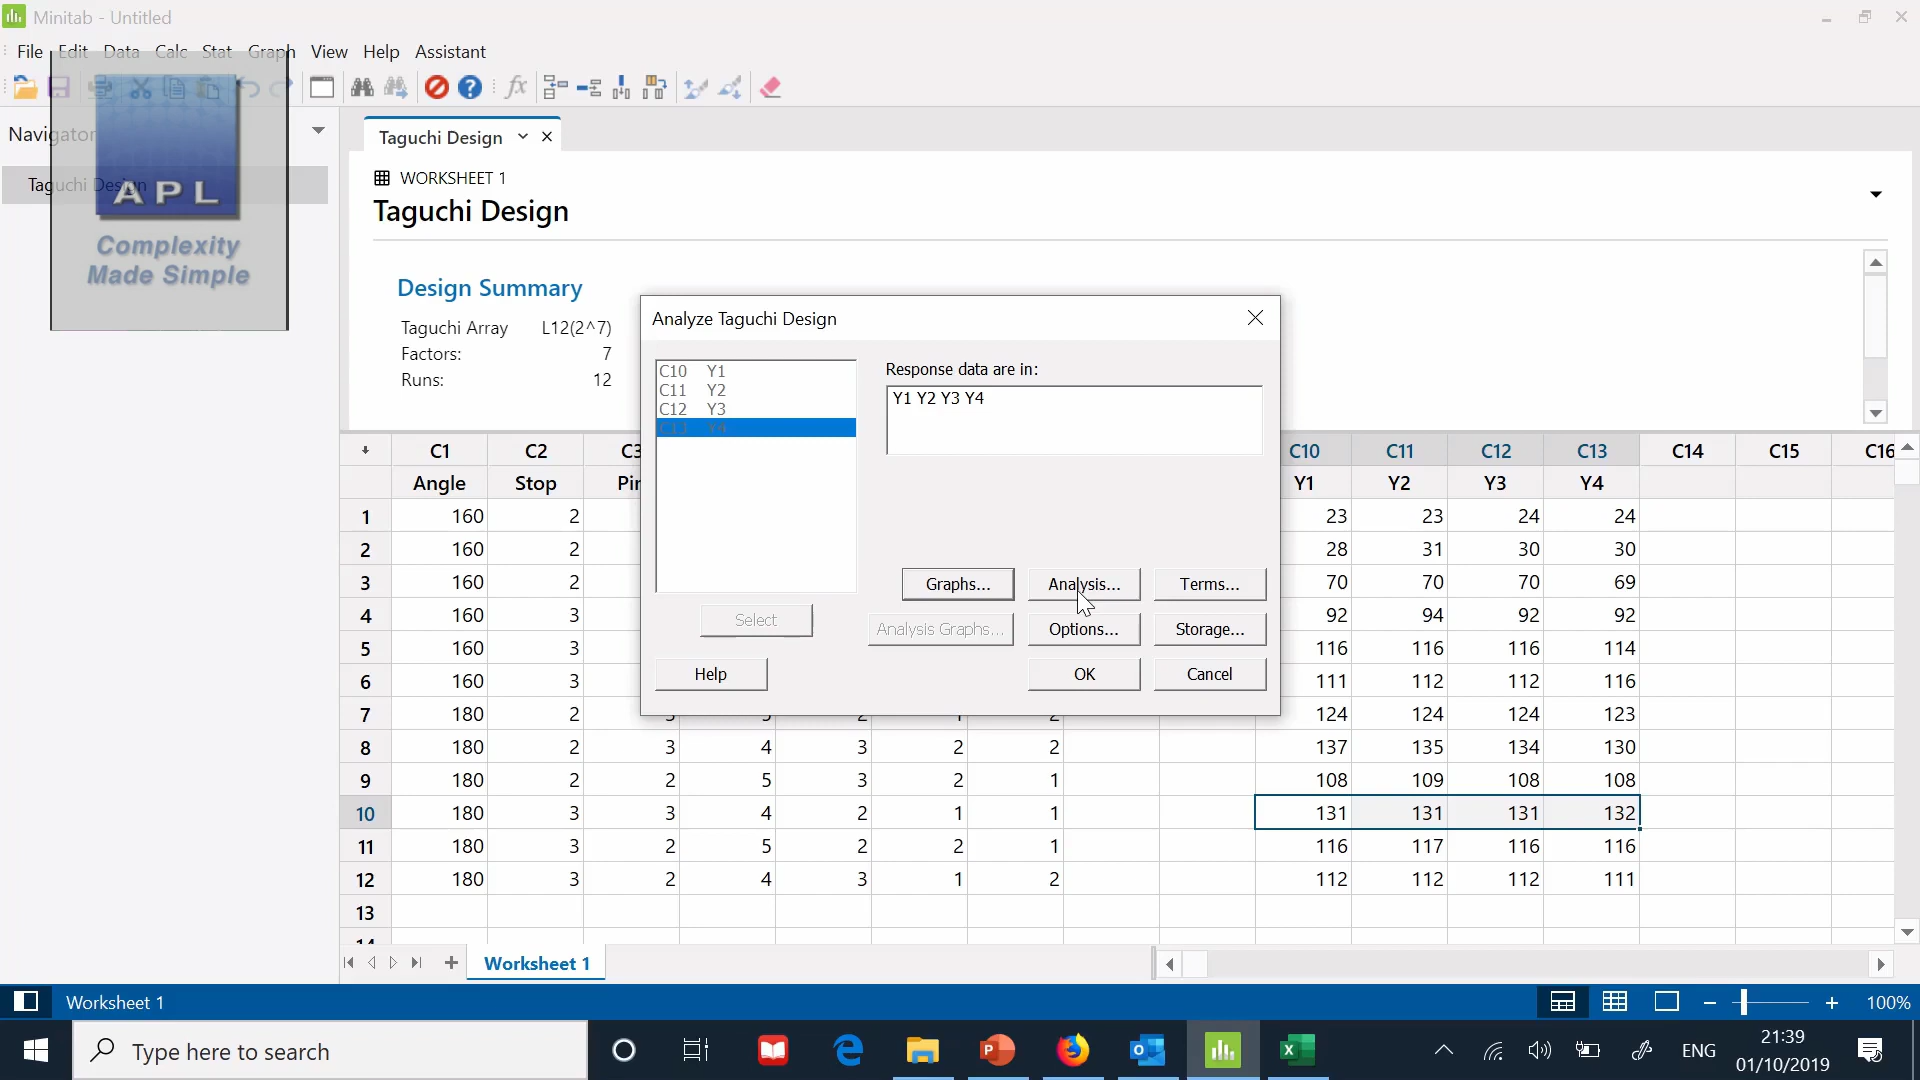 Minitab - Untitled
File Edit Data Calc Stat Graph View Help Assistant
Navigator
Taguchi Design
APL
Complexity
Made Simple
Taguchi Design
WORKSHEET 1
Taguchi Design
Design Summary
Taguchi Array L12(2^7)
Factors: 7
Runs: 12
Analyze Taguchi Design
C10 Y1
C11 Y2
C12 Y3
C13 Y4
Response data are in:
Y1 Y2 Y3 Y4
Graphs... Analysis... Terms...
Select
Analysis Graphs... Options... Storage...
Help OK Cancel
C1 C2 C3 C10 C11 C12 C13 C14 C15 C16
Angle Stop Pin Y1 Y2 Y3 Y4
1 160 2 23 23 24 24
2 160 2 28 31 30 30
3 160 2 70 70 70 69
4 160 3 92 94 92 92
5 160 3 116 116 116 114
6 160 3 111 112 112 116
7 180 2 124 124 124 123
8 180 2 3 4 3 2 2 137 135 134 130
9 180 2 2 5 3 2 1 108 109 108 108
10 180 3 3 4 2 1 1 131 131 131 132
11 180 3 2 5 2 2 1 116 117 116 116
12 180 3 2 4 3 1 2 112 112 112 111
13
Worksheet 1
Worksheet 1
100%
Type here to search
ENG
21:39
01/10/2019